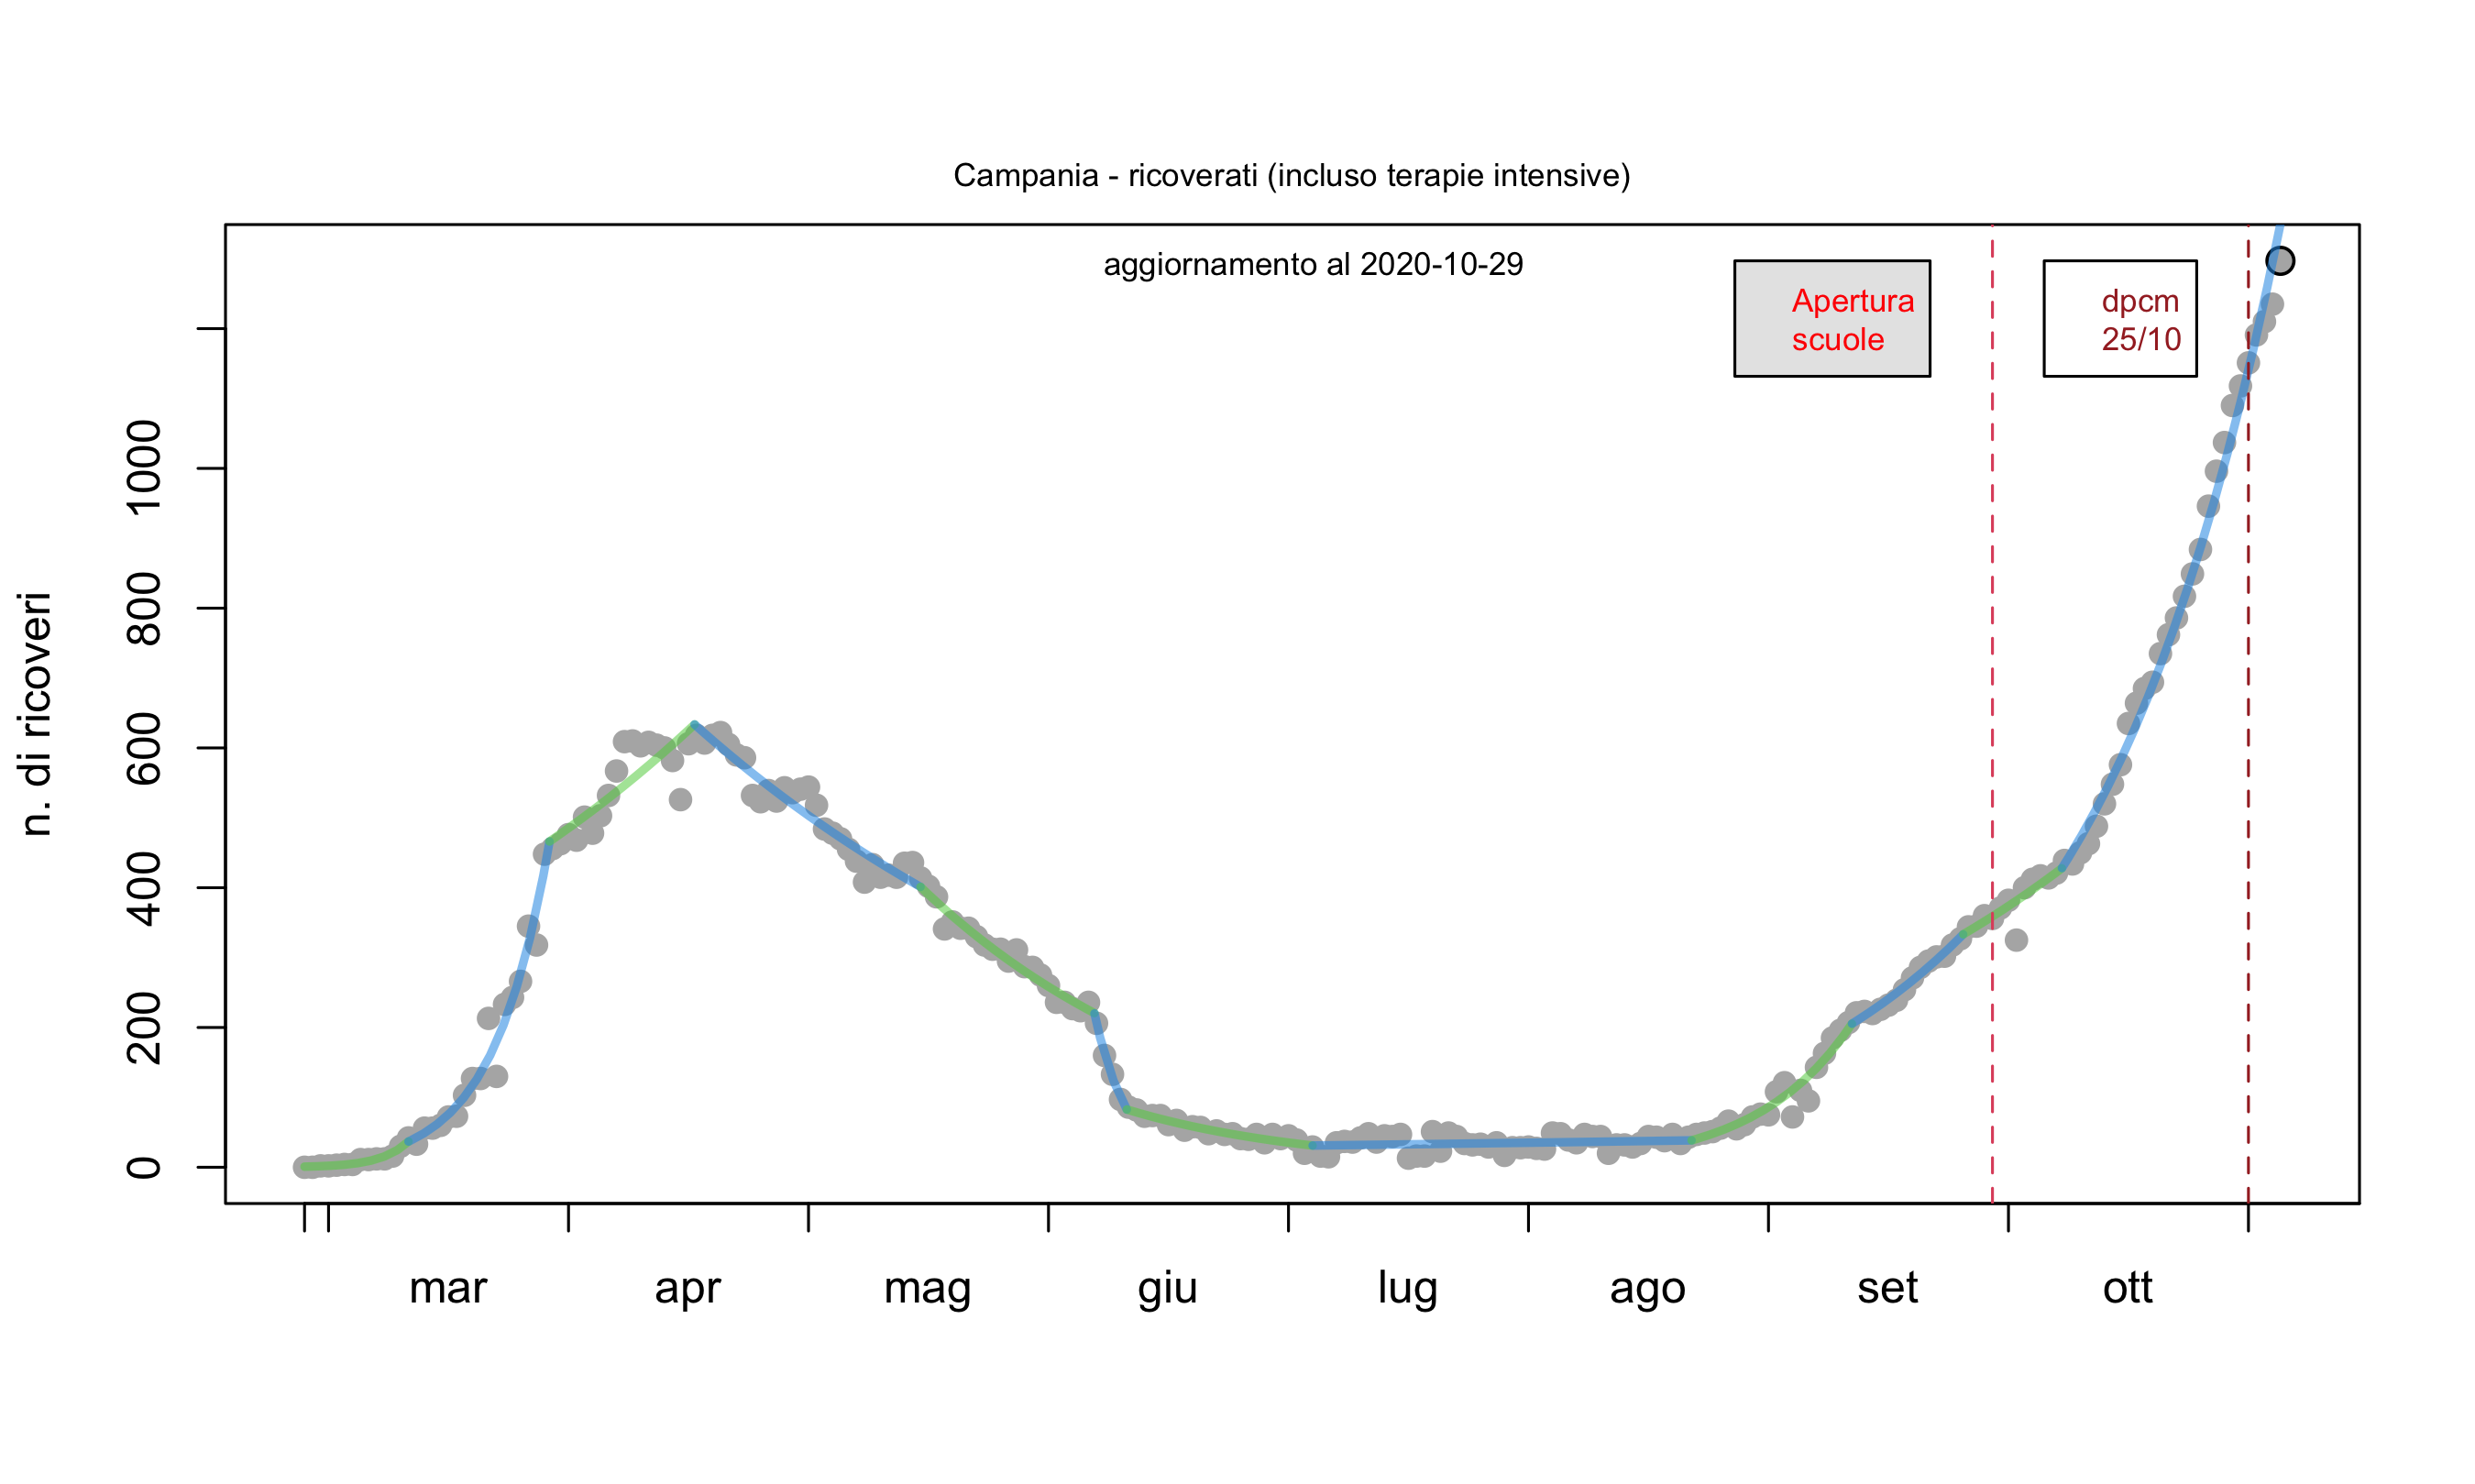 Campania - ricoverati (incluso terapie intensive)
aggiornamento al 2020-10-29
Apertura
scuole
dpcm
25/10
n. di ricoveri
1000
800
600
400
200
0
mar apr mag giu lug ago set ott